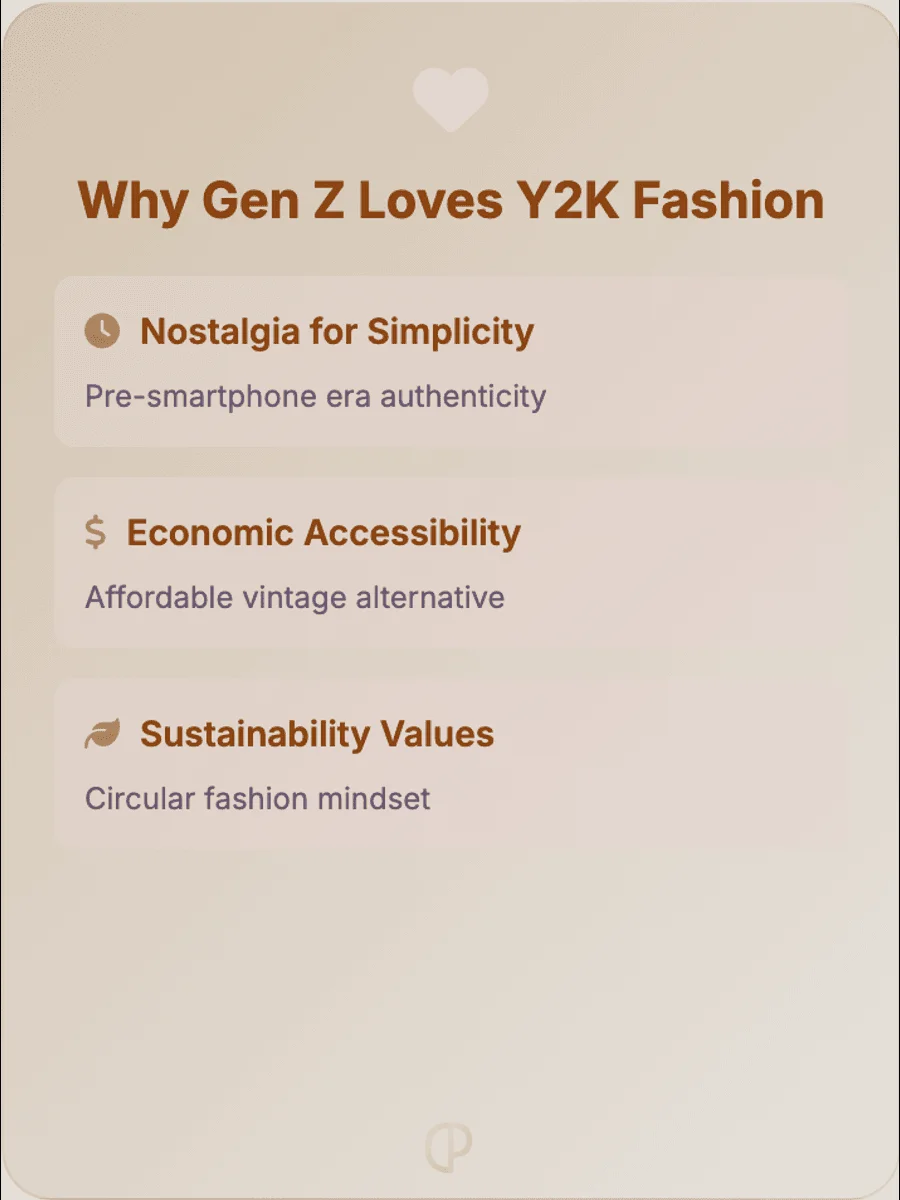 Why Gen Z Loves Y2K Fashion
Nostalgia for Simplicity
Pre-smartphone era authenticity
$ Economic Accessibility
Affordable vintage alternative
Sustainability Values
Circular fashion mindset